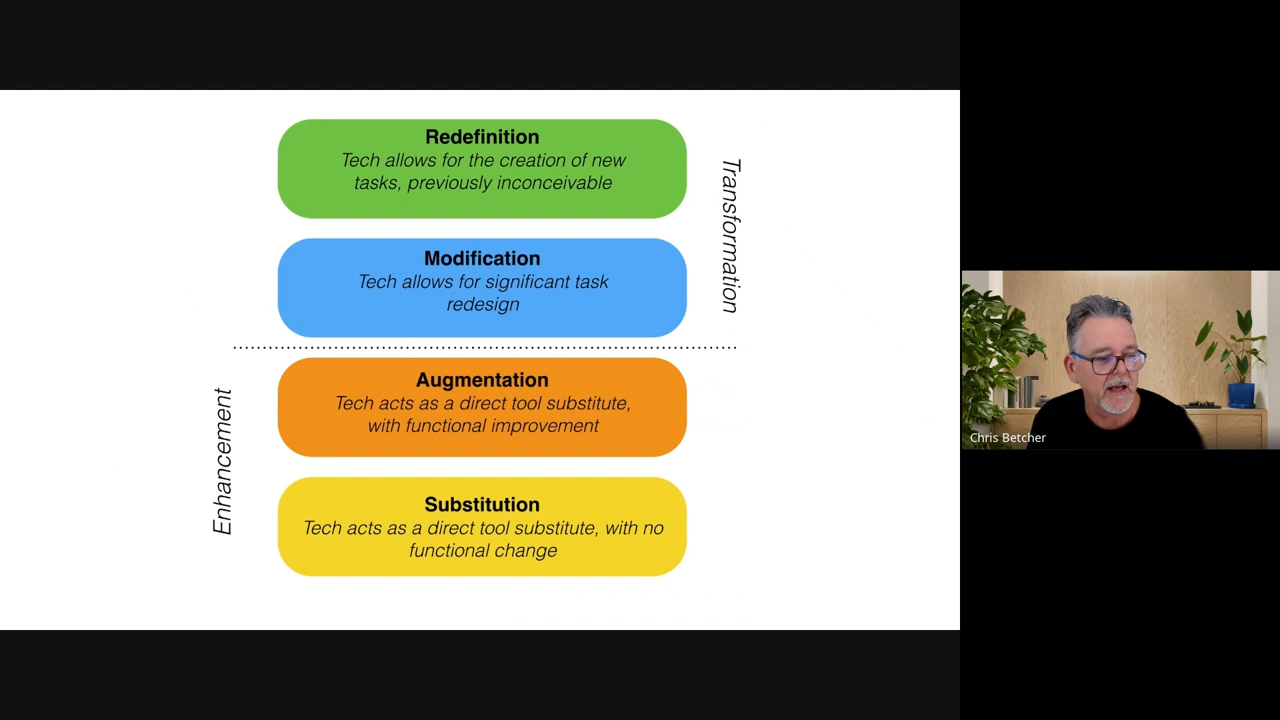 Redefinition
Tech allows for the creation of new
tasks, previously inconceivable
Transformation
Modification
Tech allows for significant task
redesign
Enhancement
Augmentation
Tech acts as a direct tool substitute,
with functional improvement
Substitution
Tech acts as a direct tool substitute, with no
functional change
Chris Betcher